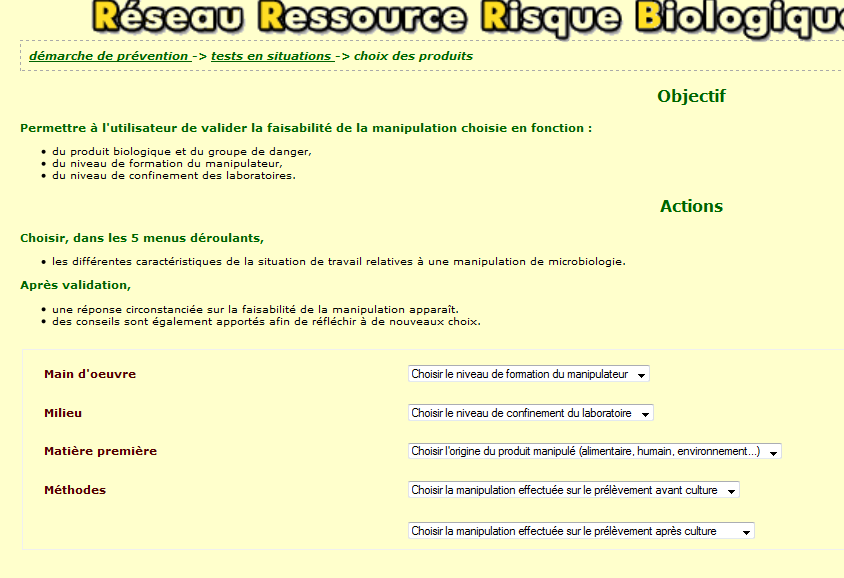 Réseau Ressource Risque Biologique
démarche de prévention -> tests en situations -> choix des produits
Objectif
Permettre à l'utilisateur de valider la faisabilité de la manipulation choisie en fonction :
• du produit biologique et du groupe de danger,
• du niveau de formation du manipulateur,
• du niveau de confinement des laboratoires.
Actions
Choisir, dans les 5 menus déroulants,
• les différentes caractéristiques de la situation de travail relatives à une manipulation de microbiologie.
Après validation,
• une réponse circonstanciée sur la faisabilité de la manipulation apparaît.
• des conseils sont également apportés afin de réfléchir à de nouveaux choix.
Main d'oeuvre Choisir le niveau de formation du manipulateur
Milieu Choisir le niveau de confinement du laboratoire
Matière première Choisir l'origine du produit manipulé (alimentaire, humain, environnement...)
Méthodes Choisir la manipulation effectuée sur le prélèvement avant culture
Choisir la manipulation effectuée sur le prélèvement après culture